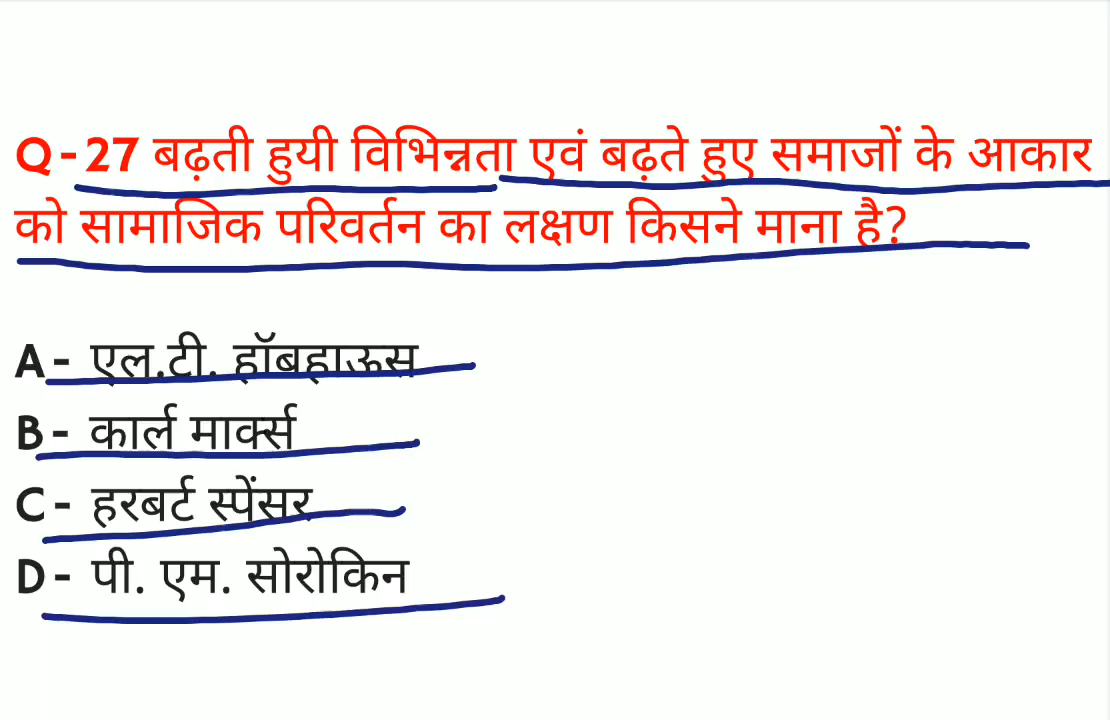 Q-27 बढ़ती हुयी विभिन्नता एवं बढ़ते हुए समाजों के आकार
को सामाजिक परिवर्तन का लक्षण किसने माना है?
A- एल.टी. हॉबहाऊस
B- कार्ल मार्क्स
C- हरबर्ट स्पेंसर
D- पी. एम. सोरोकिन